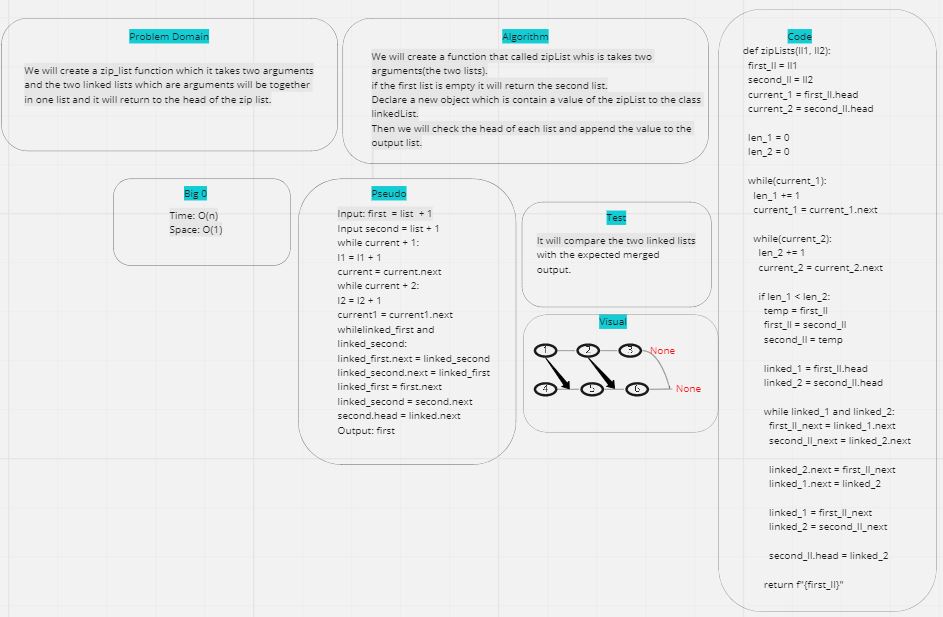 Problem Domain
We will create a zip_list function which it takes two arguments
and the two linked lists which are arguments will be together
in one list and it will return to the head of the zip list.
Algorithm
We will create a function that called zipList whis is takes two
arguments(the two lists).
if the first list is empty it will return the second list.
Declare a new object which is contain a value of the zipList to the class
linkedList.
Then we will check the head of each list and append the value to the
output list.
Big 0
Time: O(n)
Space: O(1)
Pseudo
Input: first = list + 1
Input second = list + 1
while current + 1:
l1 = l1 + 1
current = current.next
while current + 2:
l2 = l2 + 1
current1 = current1.next
whilelinked_first and
linked_second:
linked_first.next = linked_second
linked_second.next = linked_first
linked_first = first.next
linked_second = second.next
second.head = linked.next
Output: first
Test
It will compare the two linked lists
with the expected merged
output.
Visual
1 2 3 None
4 5 6 None
Code
def zipLists(ll1, ll2):
first_ll = ll1
second_ll = ll2
current_1 = first_ll.head
current_2 = second_ll.head
len_1 = 0
len_2 = 0
while(current_1):
len_1 += 1
current_1 = current_1.next
while(current_2):
len_2 += 1
current_2 = current_2.next
if len_1 < len_2:
temp = first_ll
first_ll = second_ll
second_ll = temp
linked_1 = first_ll.head
linked_2 = second_ll.head
while linked_1 and linked_2:
first_ll_next = linked_1.next
second_ll_next = linked_2.next
linked_2.next = first_ll_next
linked_1.next = linked_2
linked_1 = first_ll_next
linked_2 = second_ll_next
second_ll.head = linked_2
return f"{first_ll}"